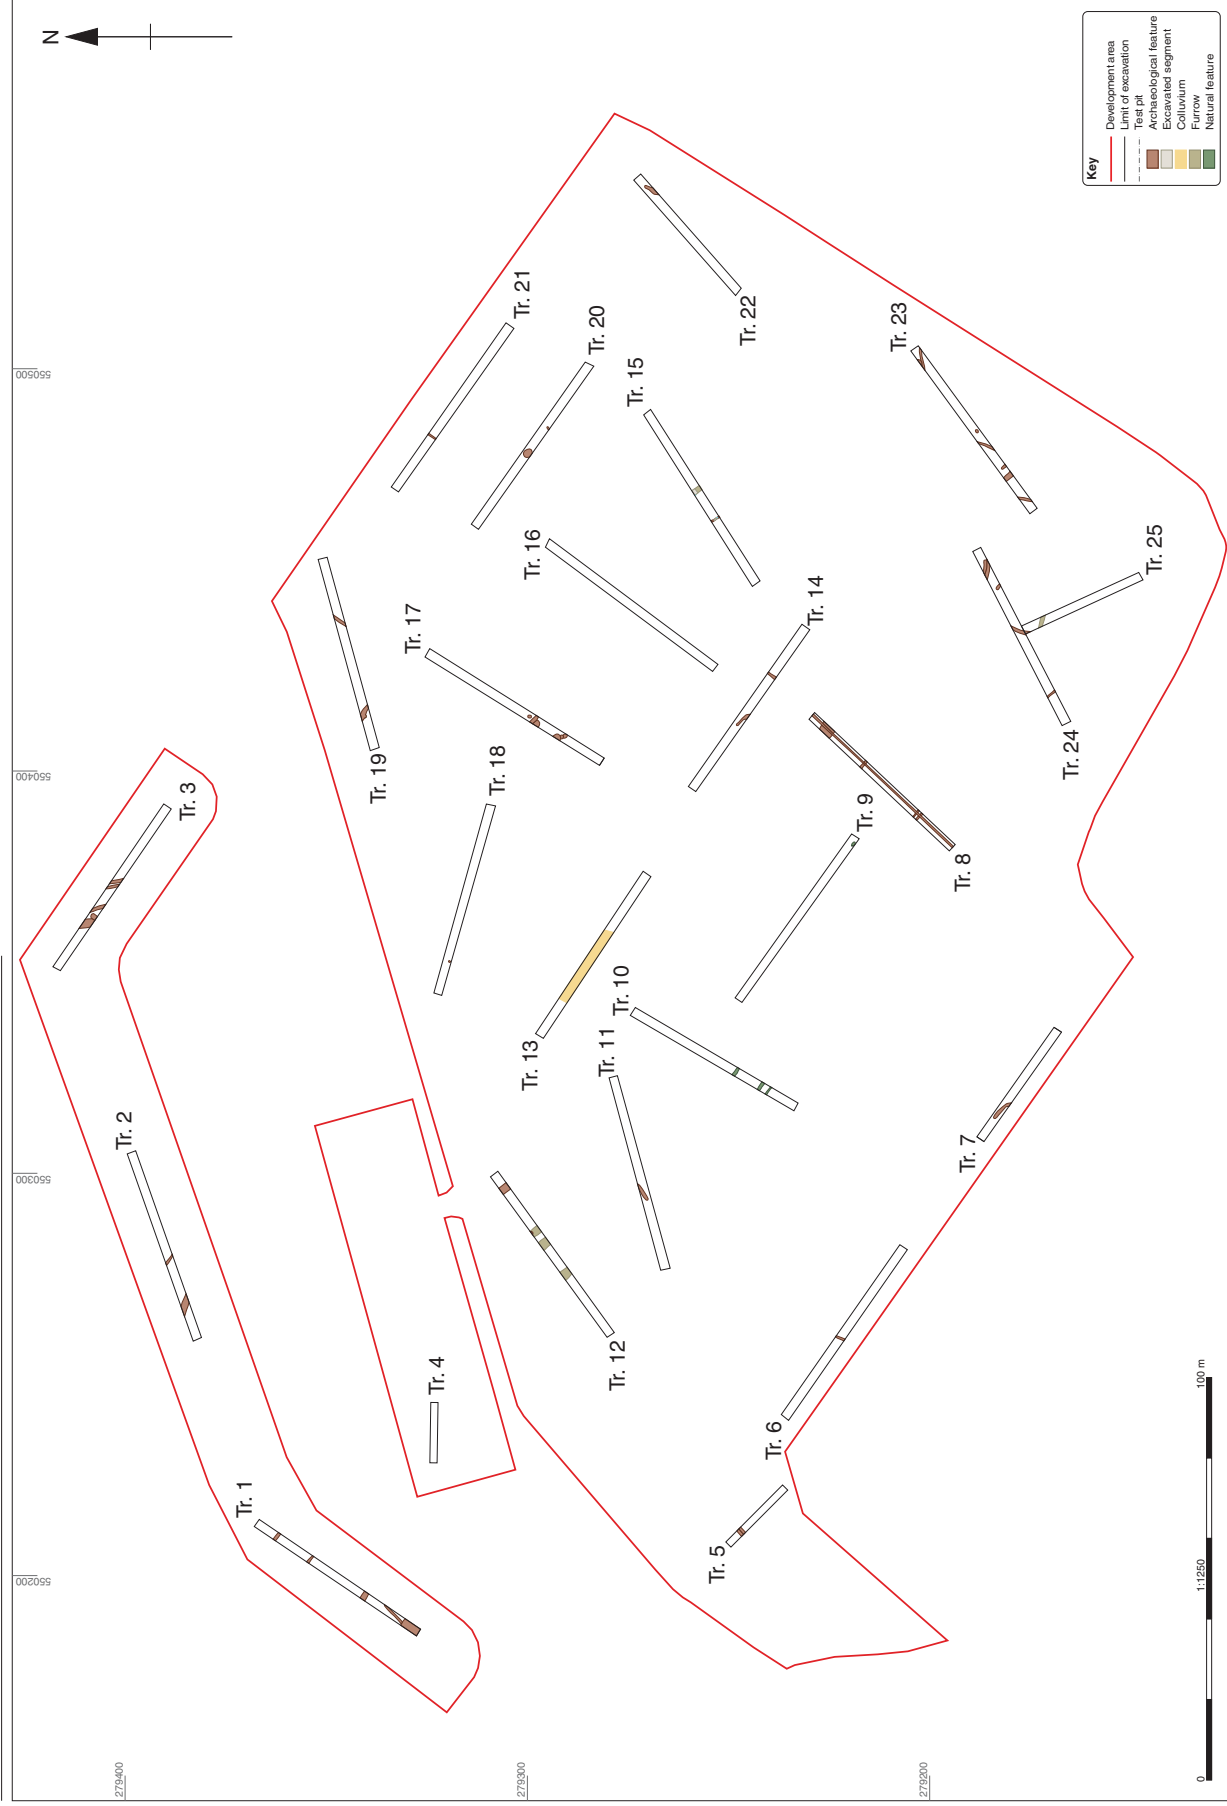 N
Key
Development area
Limit of excavation
Test pit
Archaeological feature
Excavated segment
Colluvium
Furrow
Natural feature
550500
550400
550300
550200
279400
279300
279200
Tr. 1
Tr. 2
Tr. 3
Tr. 4
Tr. 5
Tr. 6
Tr. 7
Tr. 8
Tr. 9
Tr. 10
Tr. 11
Tr. 12
Tr. 13
Tr. 14
Tr. 15
Tr. 16
Tr. 17
Tr. 18
Tr. 19
Tr. 20
Tr. 21
Tr. 22
Tr. 23
Tr. 24
Tr. 25
0
1:1250
100 m